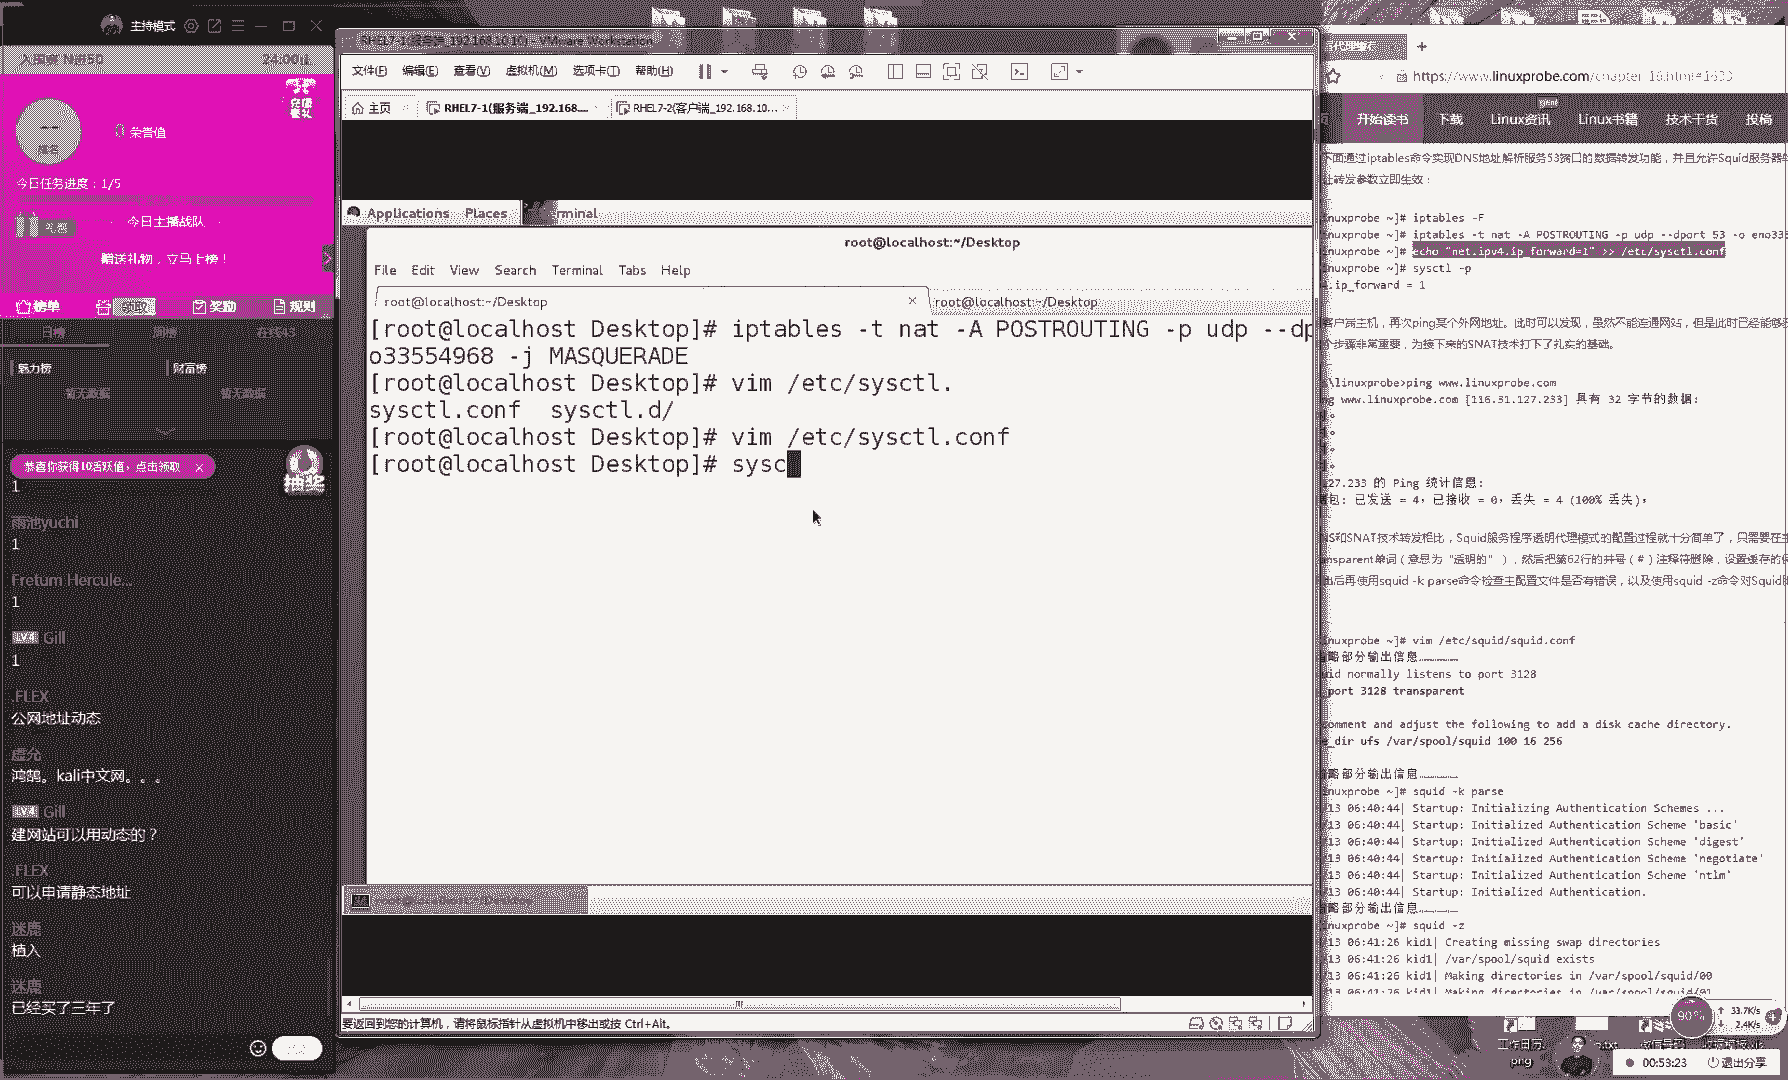 主持模式
24:00
荣誉值
今日任务进度：1/5
今日主播战队
赠送礼物，立马上榜！
榜单
领取
奖励
规则
魅力榜
财富榜
暂无数据
暂无数据
恭喜你获得10活跃值，点击领取
抽奖
1
雨池yuchi
1
Fretum Hercule...
1
LV.4 Gill
1
.FLEX
公网地址动态
虚允
鸿鹄。kali中文网。。。
LV.4 Gill
建网站可以用动态的？
.FLEX
可以申请静态地址
迷鹿
植入
迷鹿
已经买了三年了
文件(F)
编辑(E)
查看(V)
虚拟机(M)
选项卡(T)
帮助(H)
主页
RHEL7-1(服务端_192.168....
RHEL7-2(客户端_192.168.10...
Applications
Places
rminal
root@localhost:~/Desktop
File
Edit
View
Search
Terminal
Tabs
Help
root@localhost:~/Desktop
root@localhost:~/Desktop
[root@localhost Desktop]# iptables -t nat -A POSTROUTING -p udp --dp
o33554968 -j MASQUERADE
[root@localhost Desktop]# vim /etc/sysctl.
sysctl.conf  sysctl.d/
[root@localhost Desktop]# vim /etc/sysctl.conf
[root@localhost Desktop]# sysc
要返回到您的计算机，请将鼠标指针从虚拟机中移出或按 Ctrl+Alt。
https://www.linuxprobe.com/chapter_16.html#1633
开始读书
下载
Linux资讯
Linux书籍
技术干货
投稿
下面通过iptables命令实现DNS地址解析服务53端口的数据转发功能，并且允许Squid服务器
转发参数立即生效：
nuxprobe ~]# iptables -F
nuxprobe ~]# iptables -t nat -A POSTROUTING -p udp --dport 53 -o eno335
nuxprobe ~]# echo "net.ipv4.ip_forward=1" >> /etc/sysctl.conf
nuxprobe ~]# sysctl -p
.ip_forward = 1
客户端主机，再次ping某个外网地址。此时可以发现，虽然不能连通网站，但是此时已经能够
个步骤非常重要，为接下来的SNAT技术打下了扎实的基础。
\linuxprobe>ping www.linuxprobe.com
ng www.linuxprobe.com [116.31.127.233] 具有 32 字节的数据:
27.233 的 Ping 统计信息:
包: 已发送 = 4，已接收 = 0，丢失 = 4 (100% 丢失)，
NS和SNAT技术转发相比，Squid服务程序透明代理模式的配置过程就十分简单了，只需要在主
nsparent单词（意思为“透明的”），然后把第62行的井号（#）注释符删除，设置缓存的
出后再使用squid -k parse命令检查主配置文件是否有错误，以及使用squid -z命令对Squid
nuxprobe ~]# vim /etc/squid/squid.conf
略部分输出信息………………
id normally listens to port 3128
port 3128 transparent
comment and adjust the following to add a disk cache directory.
e_dir ufs /var/spool/squid 100 16 256
略部分输出信息………………
nuxprobe ~]# squid -k parse
/13 06:40:44| Startup: Initializing Authentication Schemes ...
/13 06:40:44| Startup: Initialized Authentication Scheme 'basic'
/13 06:40:44| Startup: Initialized Authentication Scheme 'digest'
/13 06:40:44| Startup: Initialized Authentication Scheme 'negotiate'
/13 06:40:44| Startup: Initialized Authentication Scheme 'ntlm'
/13 06:40:44| Startup: Initialized Authentication.
略部分输出信息………………
nuxprobe ~]# squid -z
/13 06:41:26 kid1| Creating missing swap directories
/13 06:41:26 kid1| /var/spool/squid exists
/13 06:41:26 kid1| Making directories in /var/spool/squid/00
/13 06:41:26 kid1| Making directories in /var/spool/squid/01
90%
33.7K/s
2.4K/s
png
00:53:23
退出分享